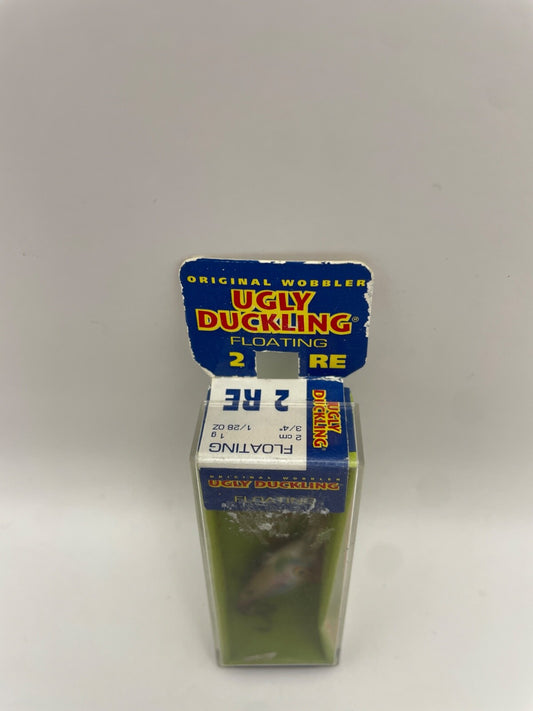 ORIGINAL WOBBLER
UGLY
DUCKLING®
FLOATING
2 RE
2 RE
2 cm 1 g
3/4" 1/28 OZ
FLOATING
UGLY
DUCKLING
ORIGINAL WOBBLER
UGLY DUCKLING
FLOATING